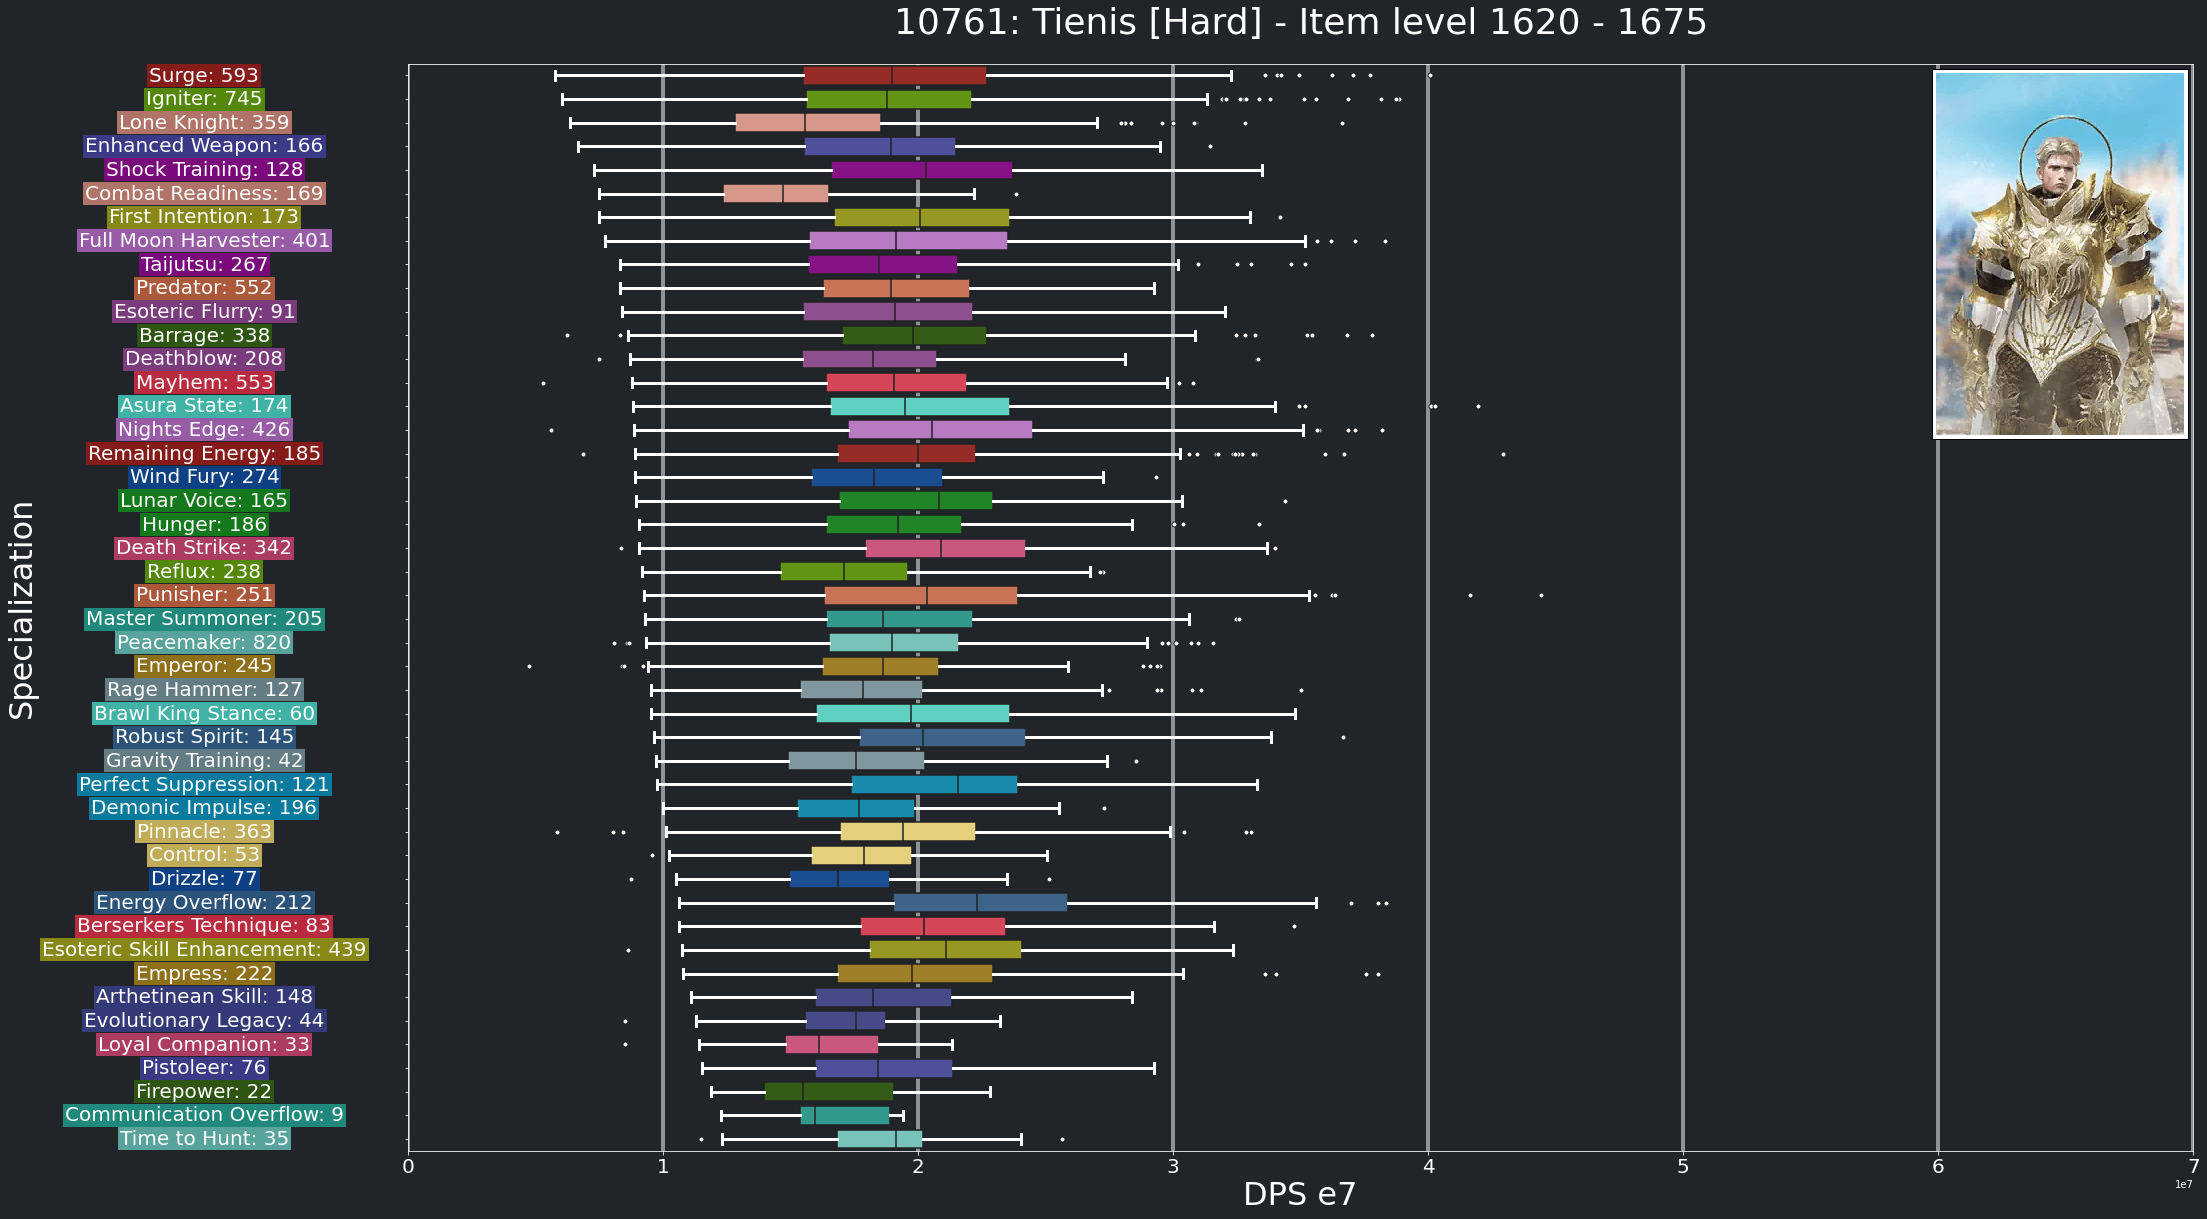 10761: Tienis [Hard] - Item level 1620 - 1675
Surge: 593
Igniter: 745
Lone Knight: 359
Enhanced Weapon: 166
Shock Training: 128
Combat Readiness: 169
First Intention: 173
Full Moon Harvester: 401
Taijutsu: 267
Predator: 552
Esoteric Flurry: 91
Barrage: 338
Deathblow: 208
Mayhem: 553
Asura State: 174
Nights Edge: 426
Remaining Energy: 185
Wind Fury: 274
Lunar Voice: 165
Hunger: 186
Death Strike: 342
Reflux: 238
Punisher: 251
Master Summoner: 205
Peacemaker: 820
Emperor: 245
Rage Hammer: 127
Brawl King Stance: 60
Robust Spirit: 145
Gravity Training: 42
Perfect Suppression: 121
Demonic Impulse: 196
Pinnacle: 363
Control: 53
Drizzle: 77
Energy Overflow: 212
Berserkers Technique: 83
Esoteric Skill Enhancement: 439
Empress: 222
Arthetinean Skill: 148
Evolutionary Legacy: 44
Loyal Companion: 33
Pistoleer: 76
Firepower: 22
Communication Overflow: 9
Time to Hunt: 35
Specialization
0 1 2 3 4 5 6 7
1e7
DPS e7